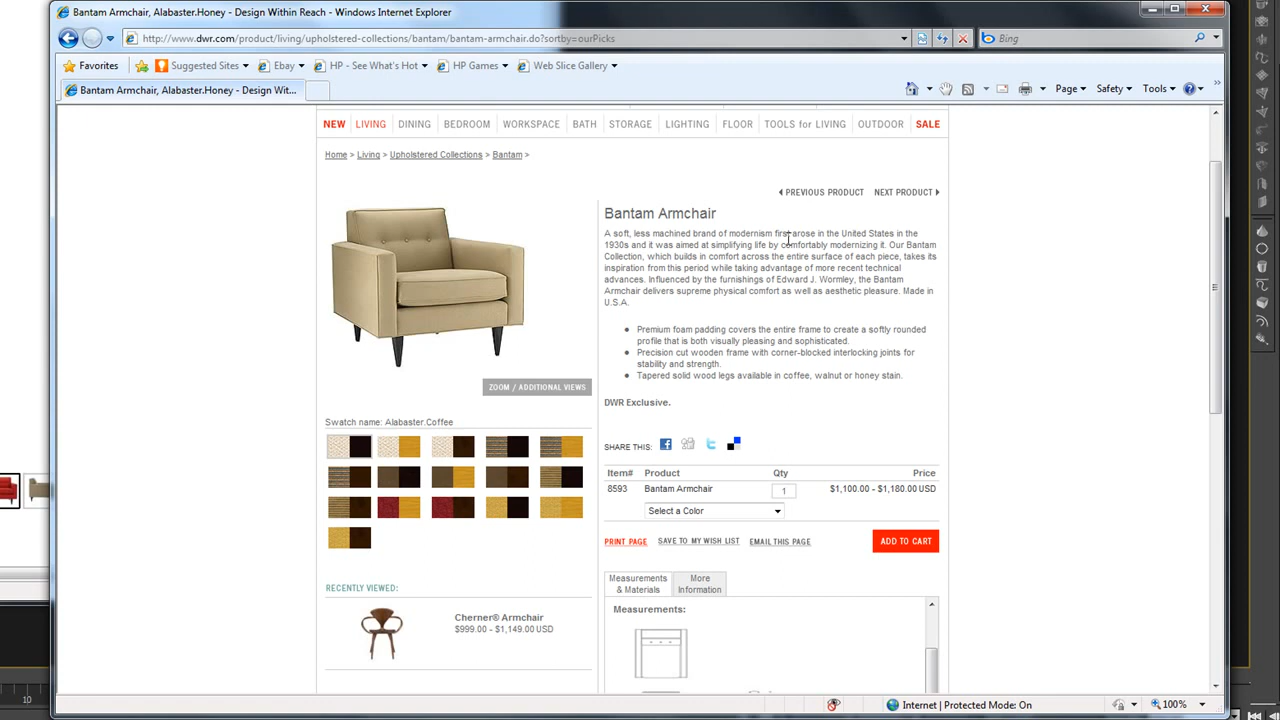 Bantam Armchair, Alabaster.Honey - Design Within Reach - Windows Internet Explorer
http://www.dwr.com/product/living/upholstered-collections/bantam/bantam-armchair.do?sortby=ourPicks
Bing
Favorites Suggested Sites Ebay HP - See What's Hot HP Games Web Slice Gallery
Bantam Armchair, Alabaster.Honey - Design Wit...
Page Safety Tools
NEW LIVING DINING BEDROOM WORKSPACE BATH STORAGE LIGHTING FLOOR TOOLS for LIVING OUTDOOR SALE
Home > Living > Upholstered Collections > Bantam >
PREVIOUS PRODUCT NEXT PRODUCT
Bantam Armchair
A soft, less machined brand of modernism first arose in the United States in the
1930s and it was aimed at simplifying life by comfortably modernizing it. Our Bantam
Collection, which builds in comfort across the entire surface of each piece, takes its
inspiration from this period while taking advantage of more recent technical
advances. Influenced by the furnishings of Edward J. Wormley, the Bantam
Armchair delivers supreme physical comfort as well as aesthetic pleasure. Made in
U.S.A.
Premium foam padding covers the entire frame to create a softly rounded
profile that is both visually pleasing and sophisticated.
Precision cut wooden frame with corner-blocked interlocking joints for
stability and strength.
Tapered solid wood legs available in coffee, walnut or honey stain.
DWR Exclusive.
ZOOM / ADDITIONAL VIEWS
Swatch name: Alabaster.Coffee
SHARE THIS:
Item# Product Qty Price
8593 Bantam Armchair 1 $1,100.00 - $1,180.00 USD
Select a Color
PRINT PAGE SAVE TO MY WISH LIST EMAIL THIS PAGE ADD TO CART
Measurements & Materials
More Information
Measurements:
RECENTLY VIEWED:
Cherner® Armchair
$999.00 - $1,149.00 USD
Internet | Protected Mode: On
100%
10